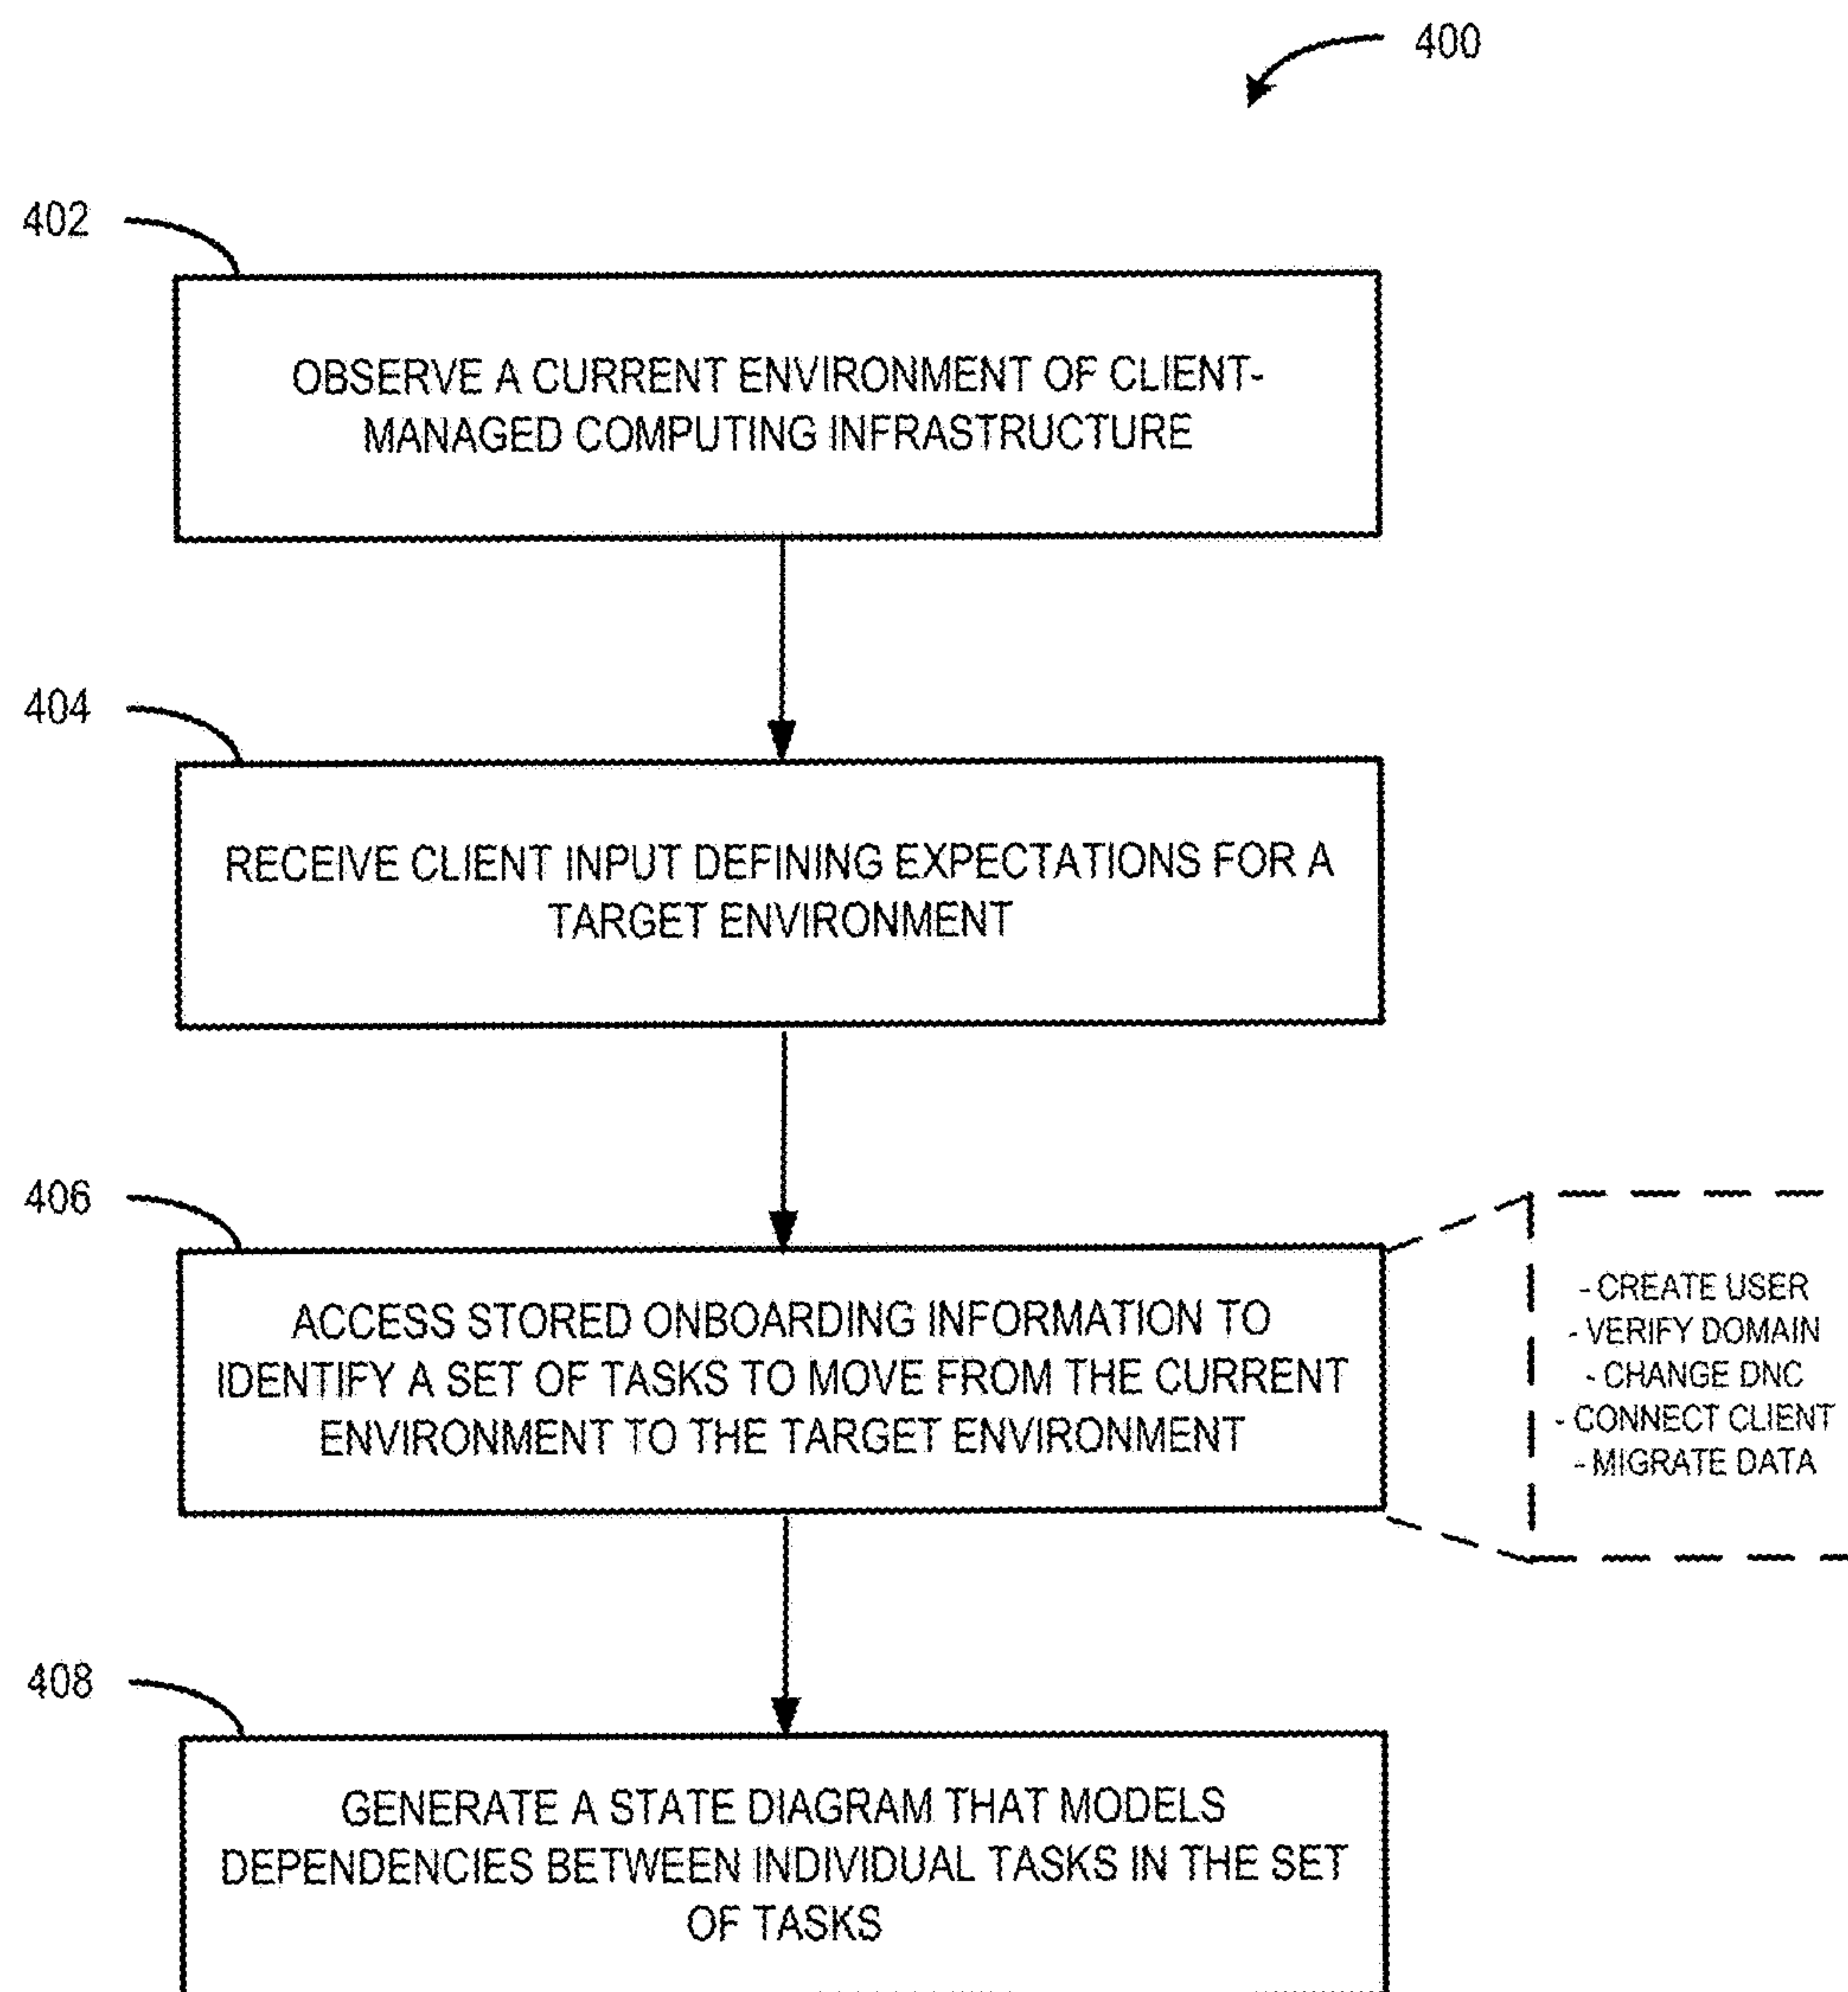 400
402
OBSERVE A CURRENT ENVIRONMENT OF CLIENT-
MANAGED COMPUTING INFRASTRUCTURE
404
RECEIVE CLIENT INPUT DEFINING EXPECTATIONS FOR A
TARGET ENVIRONMENT
406
ACCESS STORED ONBOARDING INFORMATION TO
IDENTIFY A SET OF TASKS TO MOVE FROM THE CURRENT
ENVIRONMENT TO THE TARGET ENVIRONMENT
- CREATE USER
- VERIFY DOMAIN
- CHANGE DNC
- CONNECT CLIENT
- MIGRATE DATA
408
GENERATE A STATE DIAGRAM THAT MODELS
DEPENDENCIES BETWEEN INDIVIDUAL TASKS IN THE SET
OF TASKS